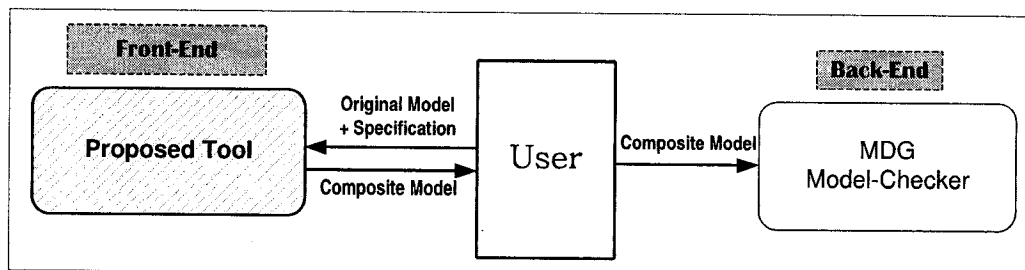 Front-End
Back-End
Original Model
+ Specification
Proposed Tool
User
Composite Model
MDG
Model-Checker
Composite Model